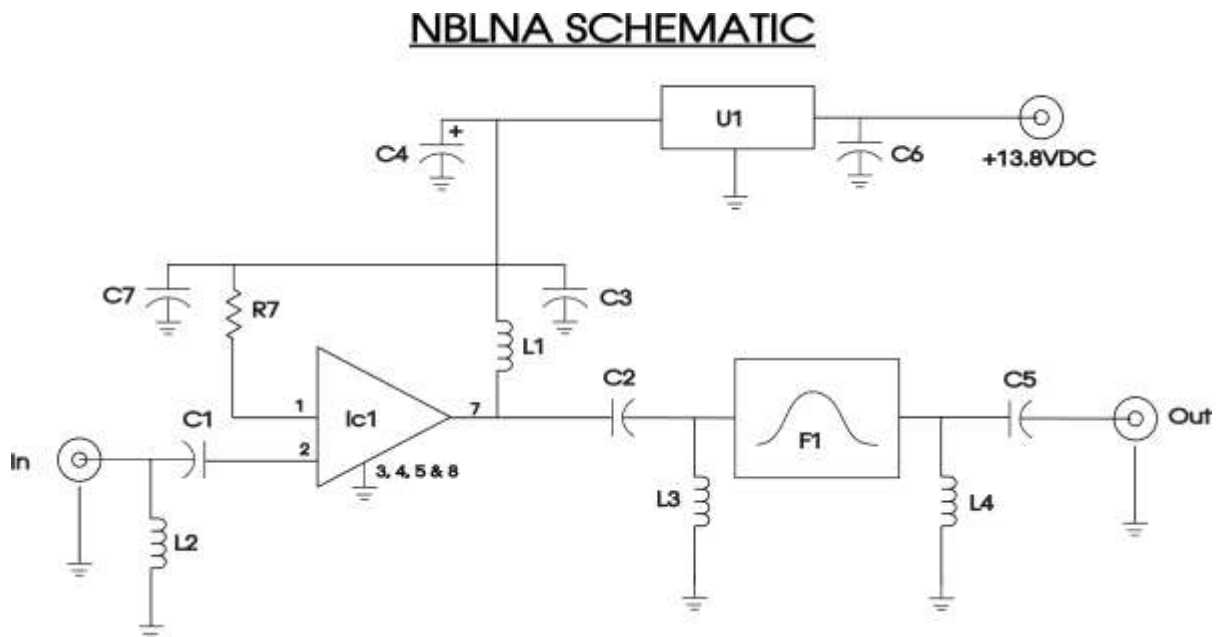 NBLNA SCHEMATIC
U1
+
C4
C6
+13.8VDC
C7
R7
C3
L1
C2
C5
C1
1
Ic1
7
F1
Out
In
2
3, 4, 5 & 8
L3
L4
L2